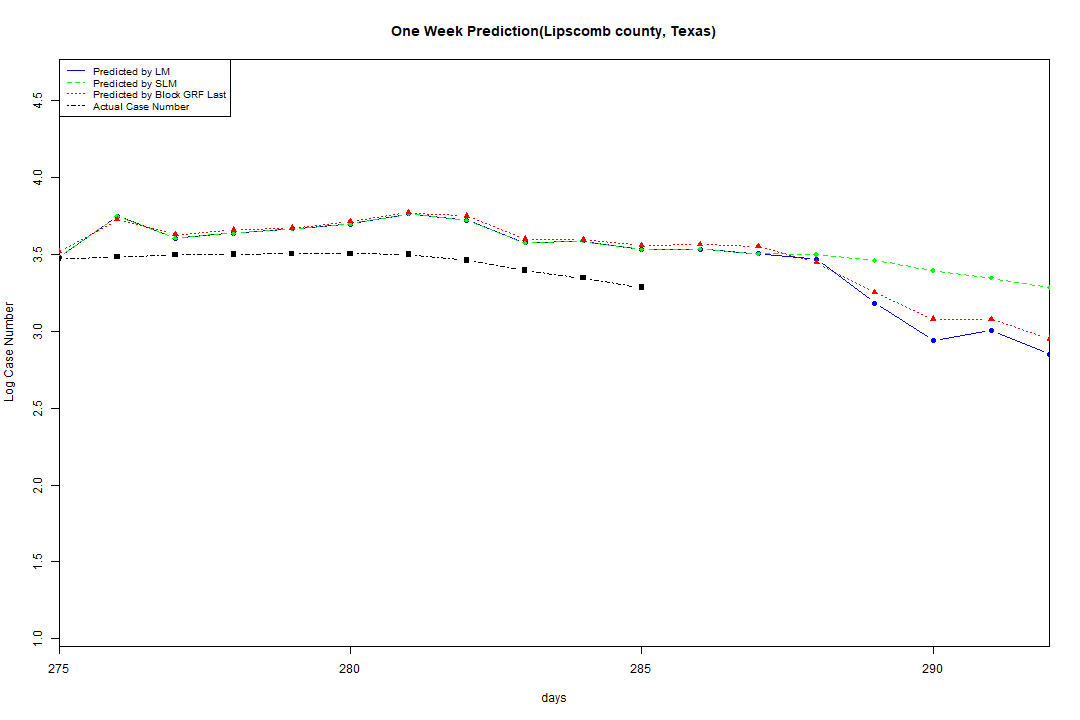 One Week Prediction(Lipscomb county, Texas)
Predicted by LM
Predicted by SLM
Predicted by Block GRF Last
Actual Case Number
4.5
4.0
3.5
3.0
2.5
2.0
1.5
1.0
Log Case Number
275 280 285 290
days